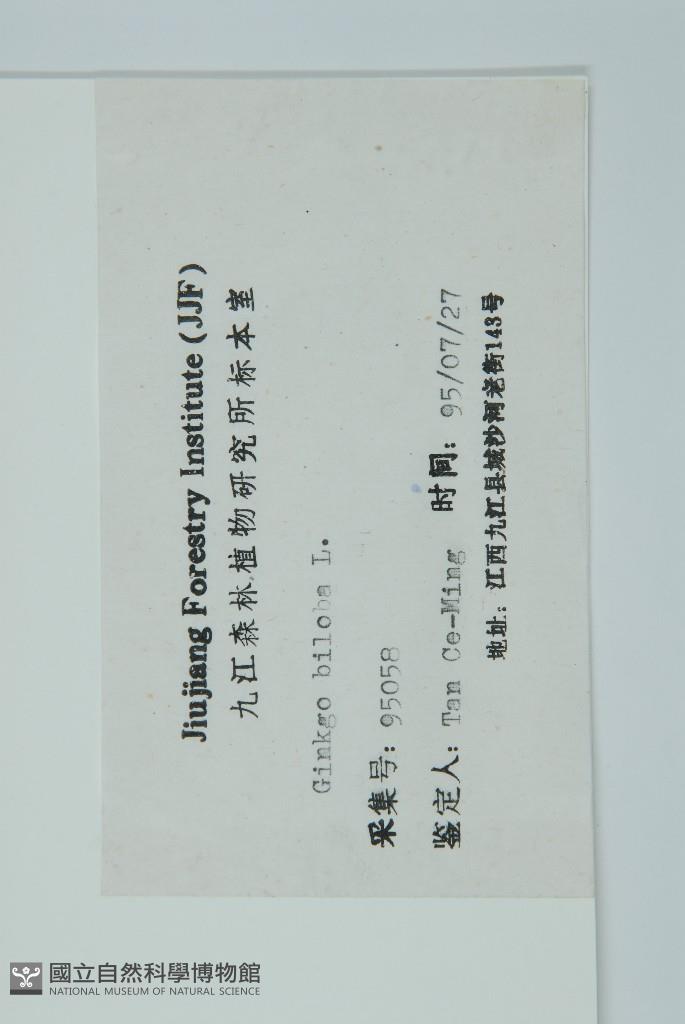 Jiujiang Forestry Institute (JJF)
九江森林植物研究所标本室
Ginkgo biloba L.
采集号: 95058
鉴定人: Tan Ce-Ming 时间: 95/07/27
地址: 江西九江县城沙河老街143号
國立自然科學博物館
NATIONAL MUSEUM OF NATURAL SCIENCE